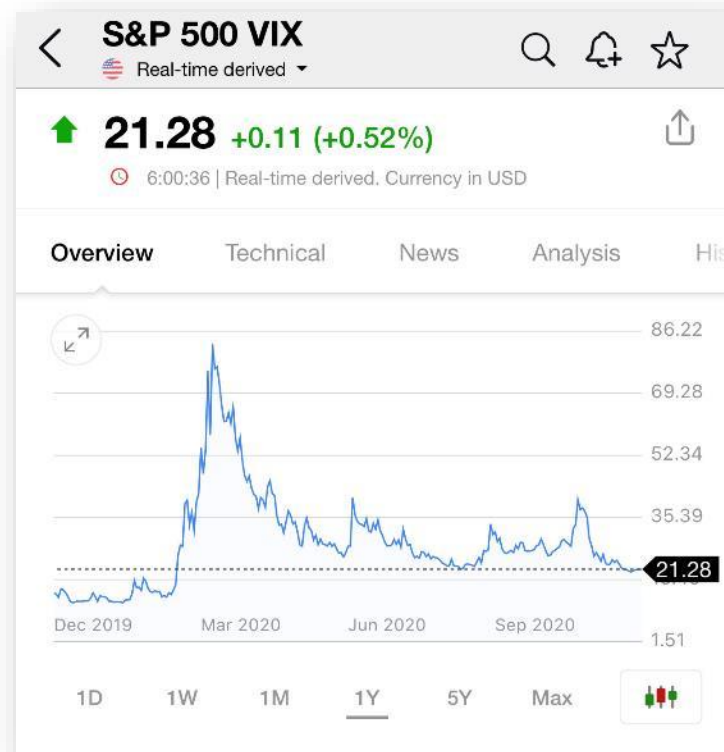 S&P 500 VIX
Real-time derived
21.28 +0.11 (+0.52%)
6:00:36 | Real-time derived. Currency in USD
Overview Technical News Analysis His
86.22
69.28
52.34
35.39
21.28
Dec 2019 Mar 2020 Jun 2020 Sep 2020
1.51
1D 1W 1M 1Y 5Y Max